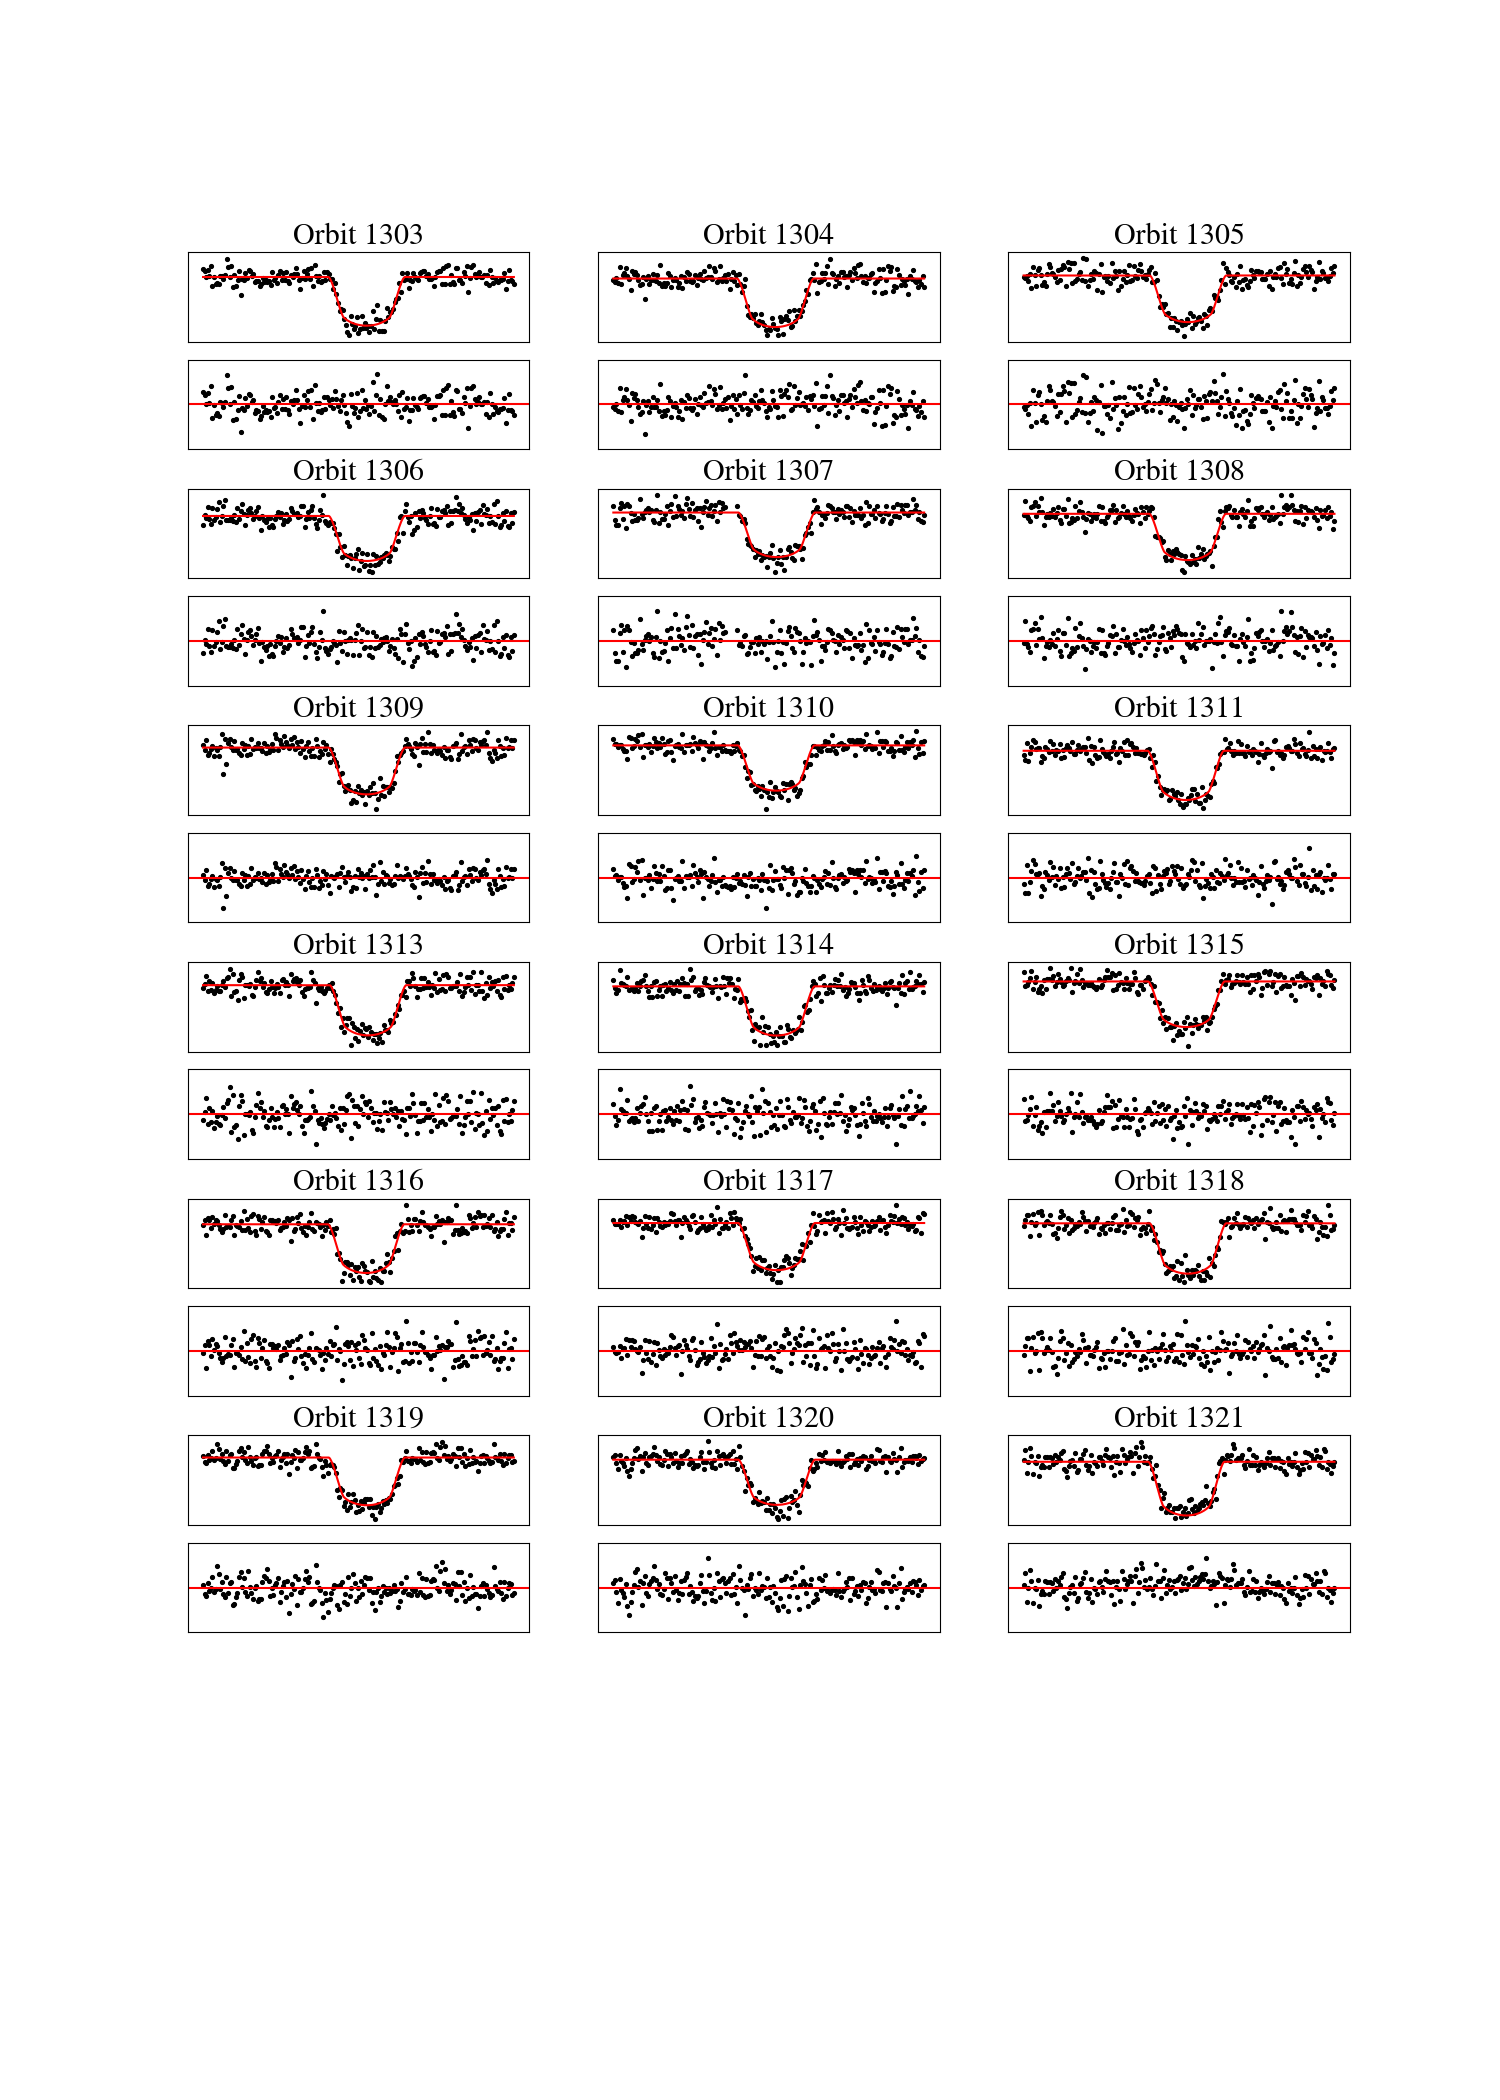 Orbit 1303
Orbit 1304
Orbit 1305
Orbit 1306
Orbit 1307
Orbit 1308
Orbit 1309
Orbit 1310
Orbit 1311
Orbit 1313
Orbit 1314
Orbit 1315
Orbit 1316
Orbit 1317
Orbit 1318
Orbit 1319
Orbit 1320
Orbit 1321